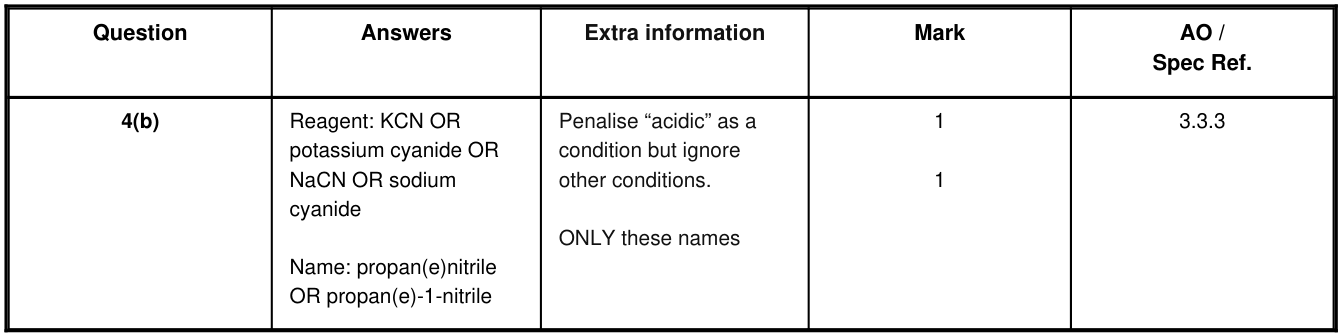 Question
Answers
Extra information
Mark
AO /
Spec Ref.
4(b)
Reagent: KCN OR
potassium cyanide OR
NaCN OR sodium
cyanide
Name: propan(e)nitrile
OR propan(e)-1-nitrile
Penalise “acidic” as a
condition but ignore
other conditions.
ONLY these names
1
1
3.3.3